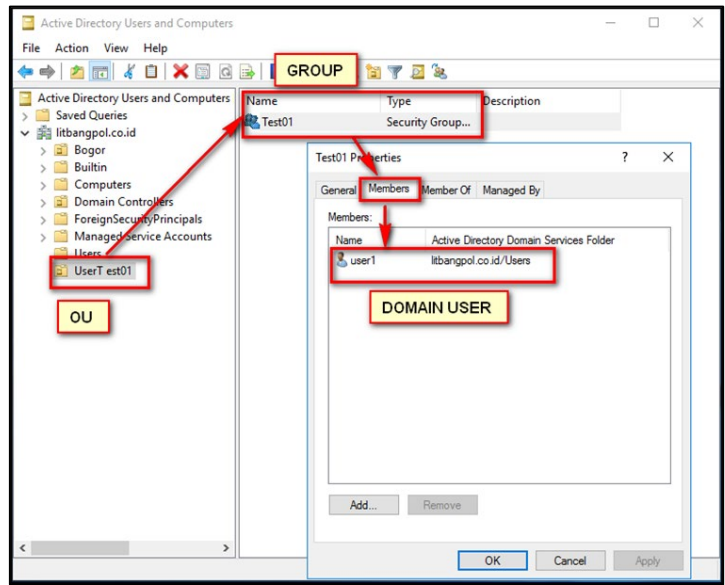 Active Directory Users and Computers
File Action View Help
GROUP
Active Directory Users and Computers
Saved Queries
litbangpol.co.id
Bogor
Builtin
Computers
Domain Controllers
ForeignSecurityPrincipals
Managed Service Accounts
Users
UserT est01
OU
Name Type Description
Test01 Security Group...
Test01 Properties ? X
General Members Member Of Managed By
Members:
Name Active Directory Domain Services Folder
user1 litbangpol.co.id/Users
DOMAIN USER
Add... Remove
OK Cancel Apply